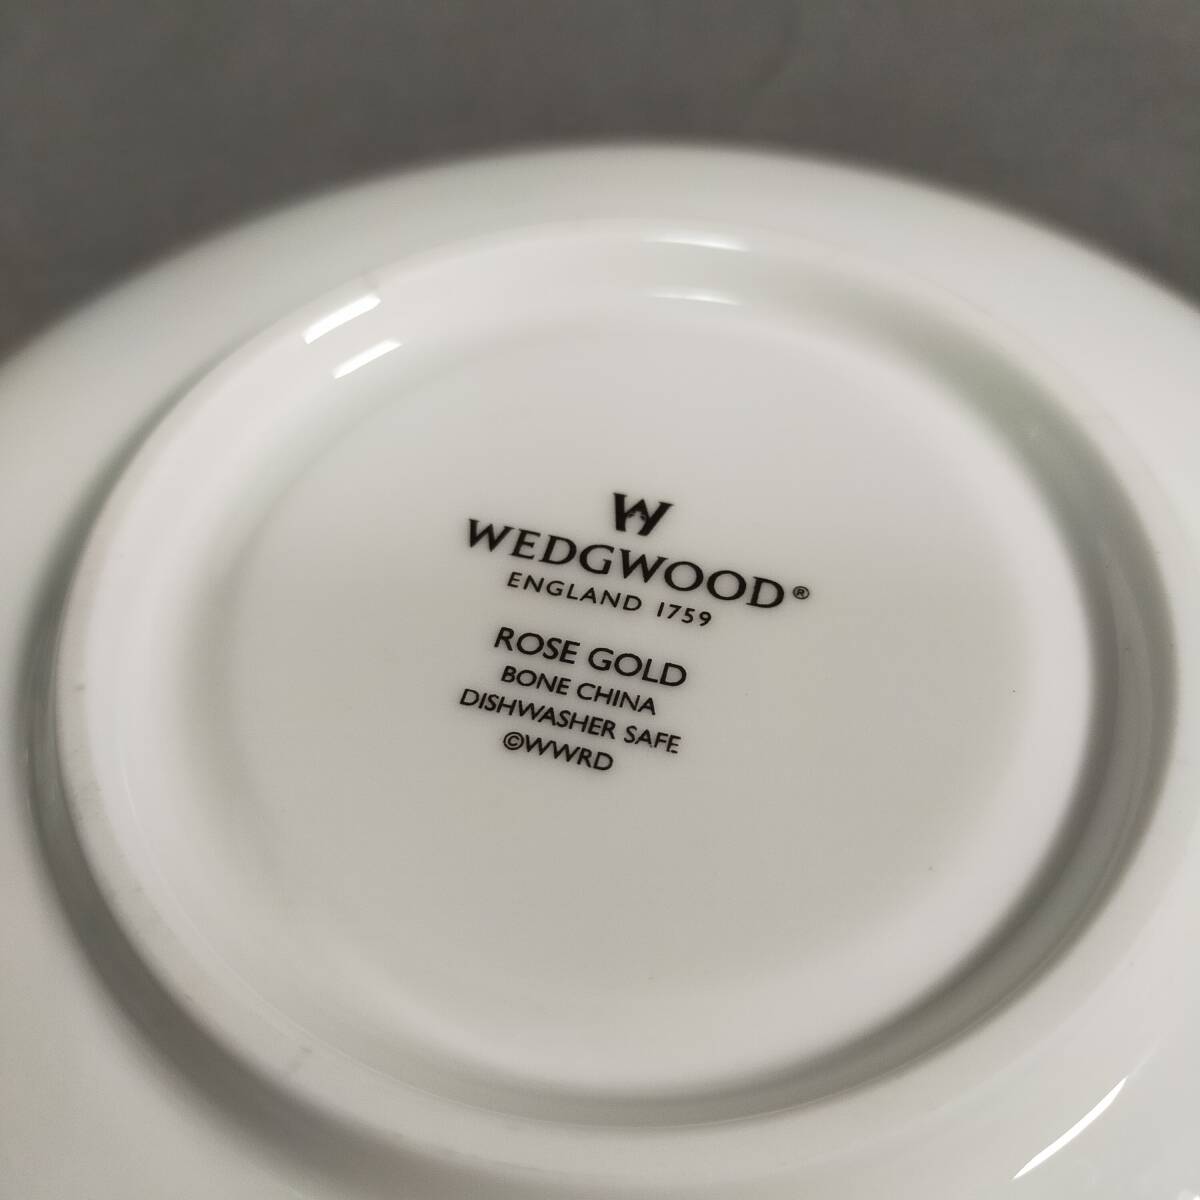 W
WEDGWOOD®
ENGLAND 1759
ROSE GOLD
BONE CHINA
DISHWASHER SAFE
©WWRD